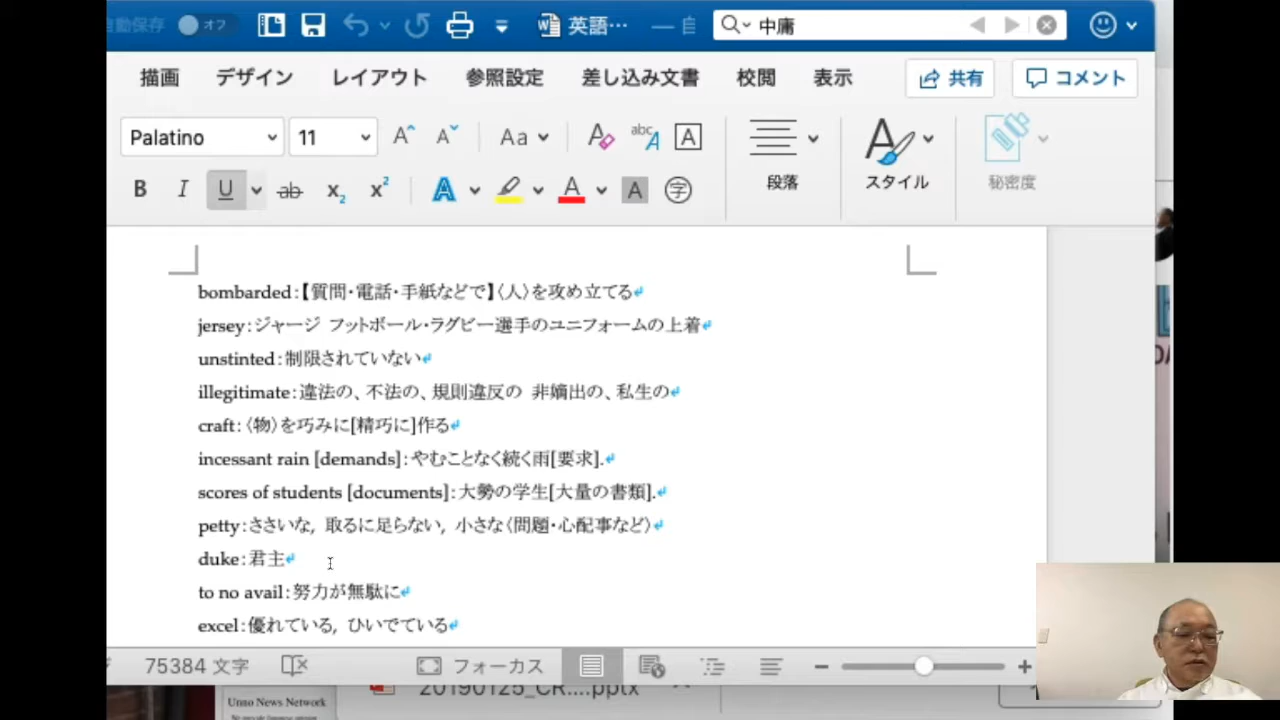 自動保存 オフ 英語… — 自 中庸
描画 デザイン レイアウト 参照設定 差し込み文書 校閲 表示 共有 コメント
Palatino 11 Aa abc A A
段落 スタイル 秘密度
B I U ab x₂ x² A A A 字
bombarded：【質問・電話・手紙などで】〈人〉を攻め立てる
jersey：ジャージ フットボール・ラグビー選手のユニフォームの上着
unstinted：制限されていない
illegitimate：違法の、不法の、規則違反の 非嫡出の、私生の
craft：〈物〉を巧みに[精巧に]作る
incessant rain [demands]：やむことなく続く雨[要求].
scores of students [documents]：大勢の学生[大量の書類].
petty：ささいな, 取るに足らない, 小さな〈問題・心配事など〉
duke：君主
to no avail：努力が無駄に
excel：優れている, ひいでている
75384 文字 フォーカス
20190125_CR....pptx
Unno News Network